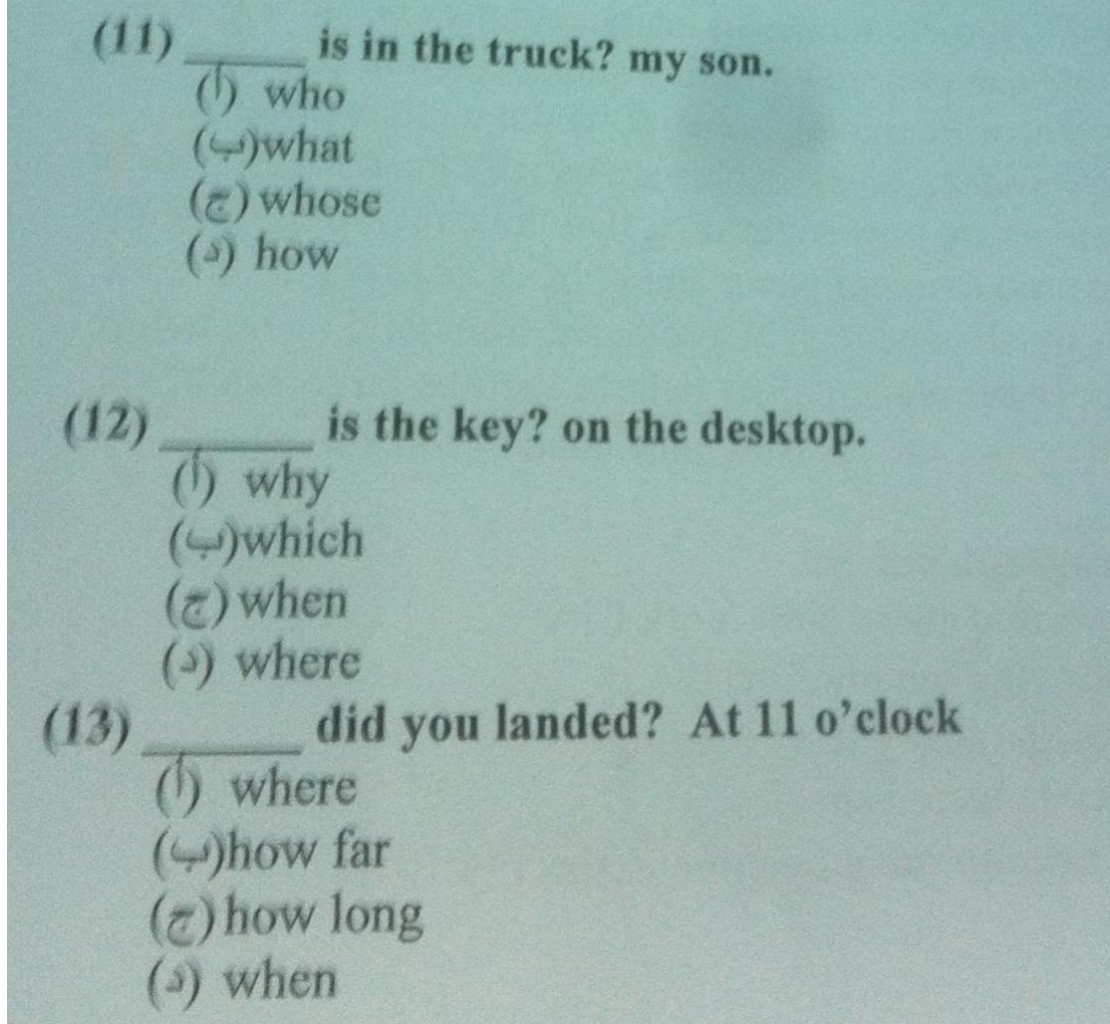 (11) ______ is in the truck? my son.
(أ) who
(ب) what
(ج) whose
(د) how
(12) ______ is the key? on the desktop.
(أ) why
(ب) which
(ج) when
(د) where
(13) ______ did you landed? At 11 o'clock
(أ) where
(ب) how far
(ج) how long
(د) when